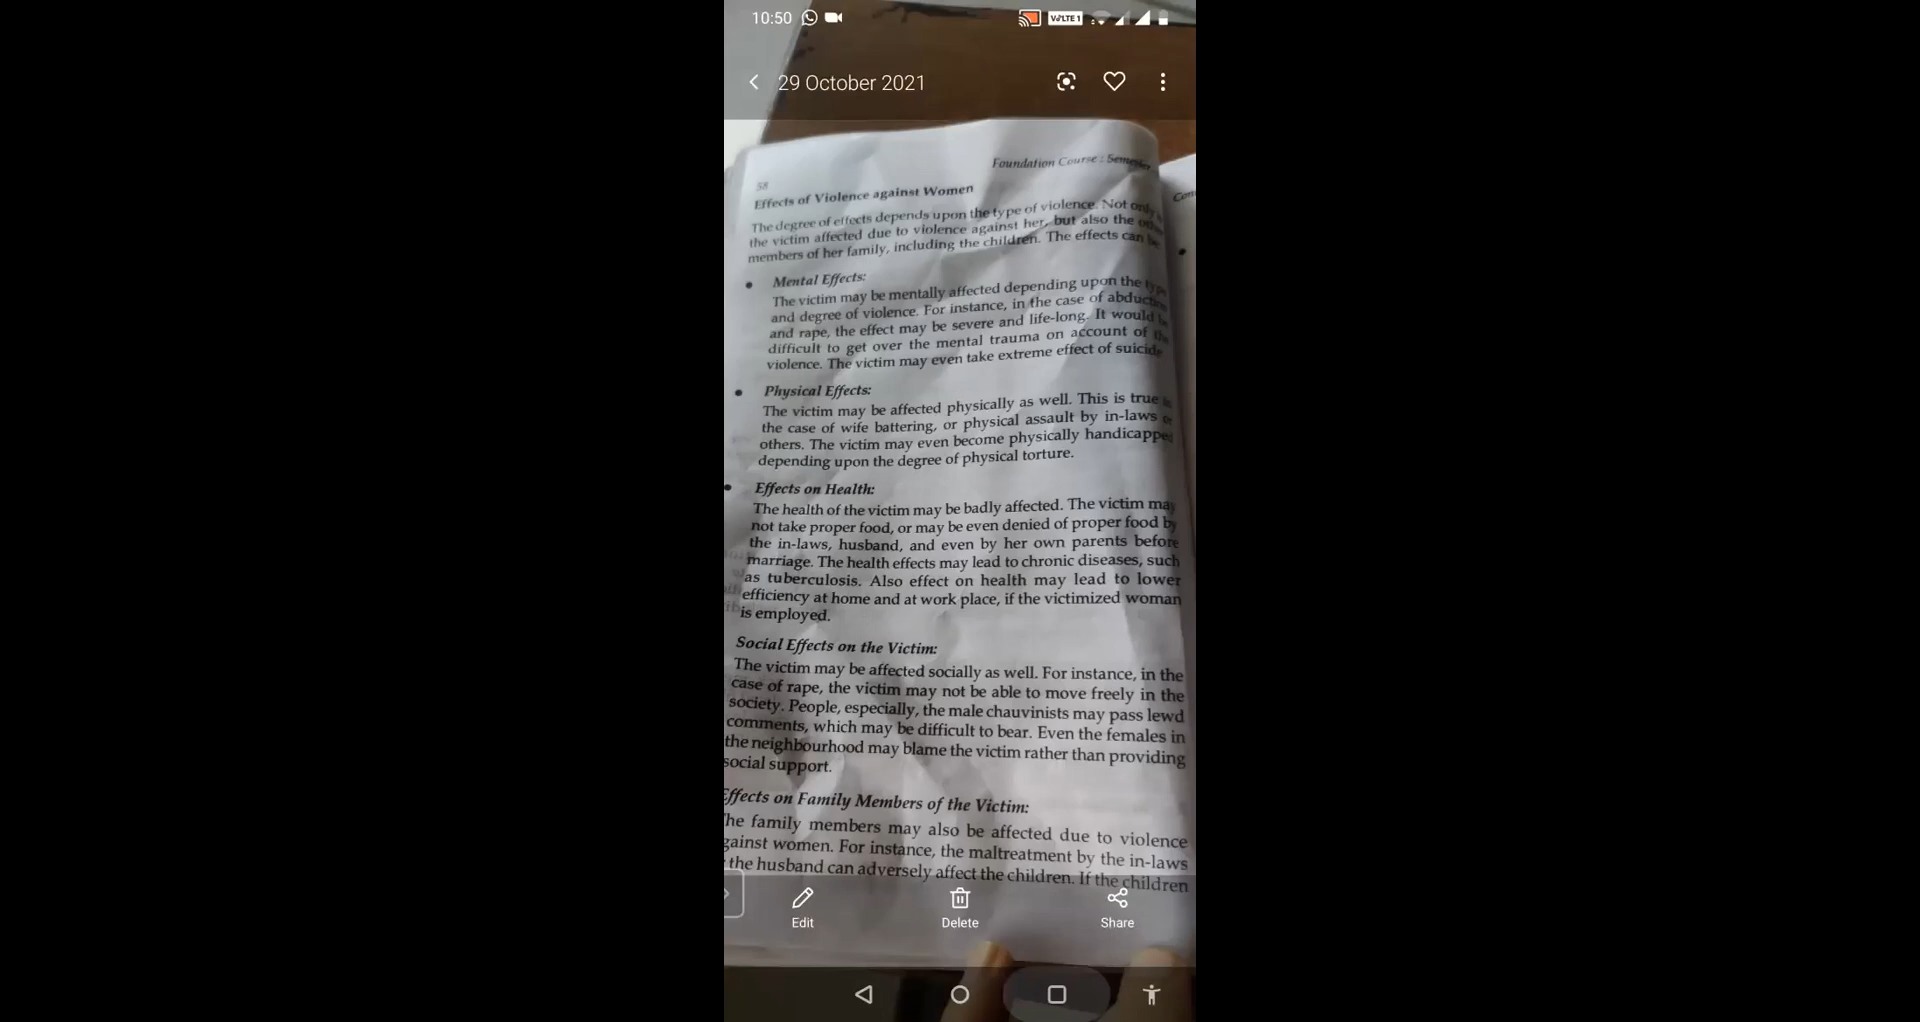 10:50
VoLTE 1
29 October 2021
Foundation Course : Semester
58
Effects of Violence against Women
The degree of effects depends upon the type of violence. Not only
the victim affected due to violence against her, but also the
members of her family, including the children. The effects can be
• Mental Effects:
The victim may be mentally affected depending upon the type
and degree of violence. For instance, in the case of
and rape, the effect may be severe and life-long. It would
difficult to get over the mental trauma on account of
violence. The victim may even take extreme effect of suicide
• Physical Effects:
The victim may be affected physically as well. This is true
the case of wife battering, or physical assault by in-laws
others. The victim may even become physically handicapped
depending upon the degree of physical torture.
• Effects on Health:
The health of the victim may be badly affected. The victim may
not take proper food, or may be even denied of proper food by
the in-laws, husband, and even by her own parents before
marriage. The health effects may lead to chronic diseases, such
as tuberculosis. Also effect on health may lead to lower
efficiency at home and at work place, if the victimized woman
is employed.
Social Effects on the Victim:
The victim may be affected socially as well. For instance, in the
case of rape, the victim may not be able to move freely in the
society. People, especially, the male chauvinists may pass lewd
comments, which may be difficult to bear. Even the females in
the neighbourhood may blame the victim rather than providing
social support.
Effects on Family Members of the Victim:
The family members may also be affected due to violence
against women. For instance, the maltreatment by the in-laws
the husband can adversely affect the children. If the children
Edit
Delete
Share